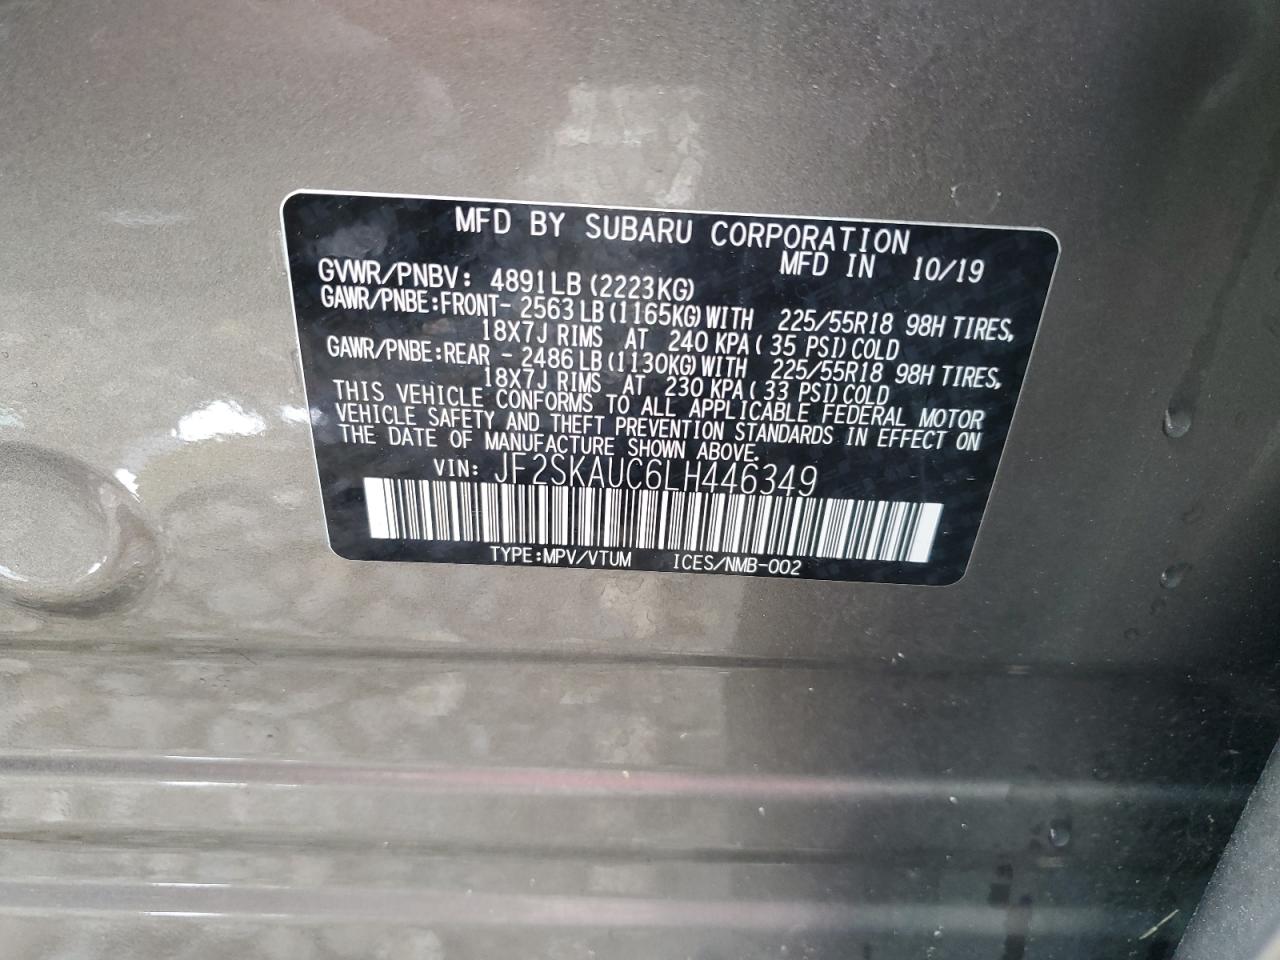 MFD BY SUBARU CORPORATION
MFD IN 10/19
GVWR/PNBV: 4891LB (2223KG)
GAWR/PNBE:FRONT- 2563LB(1165KG)WITH 225/55R18 98H TIRES,
18X7J RIMS AT 240 KPA( 35 PSI)COLD
GAWR/PNBE:REAR - 2486LB(1130KG)WITH 225/55R18 98H TIRES,
18X7J RIMS AT 230 KPA(33 PSI)COLD
THIS VEHICLE CONFORMS TO ALL APPLICABLE FEDERAL MOTOR
VEHICLE SAFETY AND THEFT PREVENTION STANDARDS IN EFFECT ON
THE DATE OF MANUFACTURE SHOWN ABOVE.
VIN: JF2SKAUC6LH446349
TYPE:MPV/VTUM ICES/NMB-002